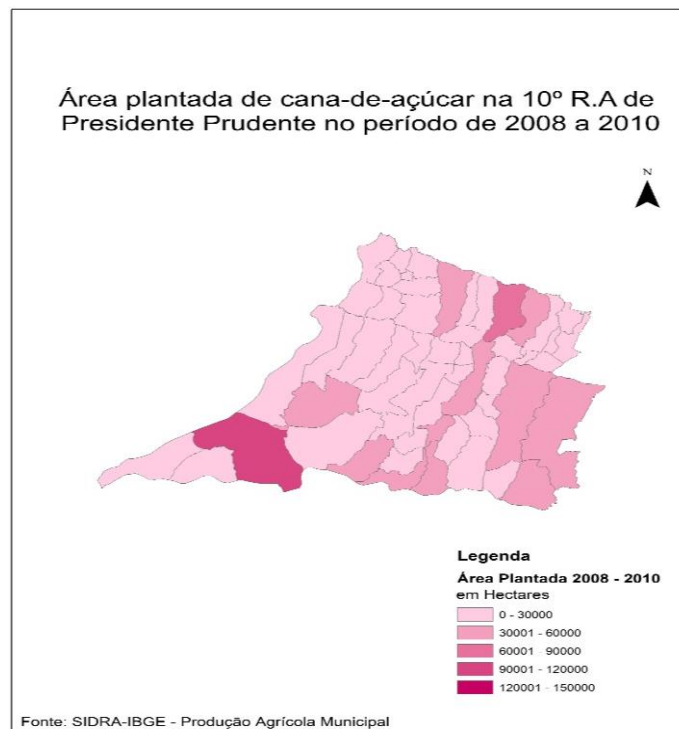 Área plantada de cana-de-açúcar na 10º R.A de
Presidente Prudente no período de 2008 a 2010
N
Legenda
Área Plantada 2008 - 2010
em Hectares
0 - 30000
30001 - 60000
60001 - 90000
90001 - 120000
120001 - 150000
Fonte: SIDRA-IBGE - Produção Agrícola Municipal